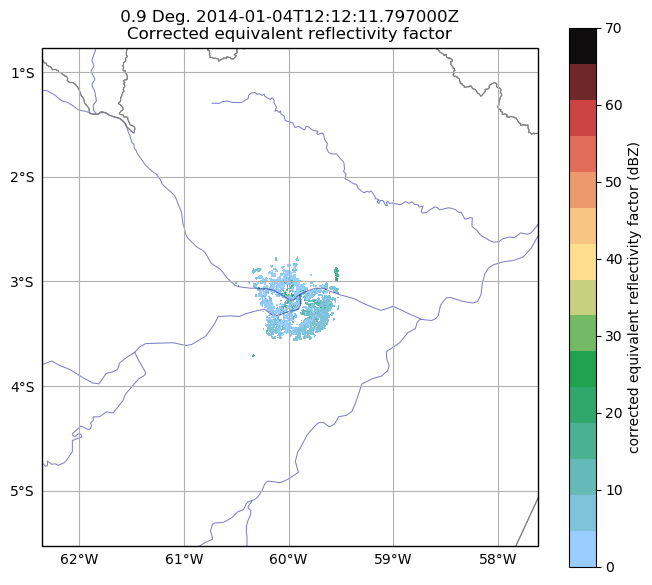 0.9 Deg. 2014-01-04T12:12:11.797000Z
Corrected equivalent reflectivity factor
1°S
2°S
3°S
4°S
5°S
62°W 61°W 60°W 59°W 58°W
70
60
50
40
30
20
10
0
corrected equivalent reflectivity factor (dBZ)